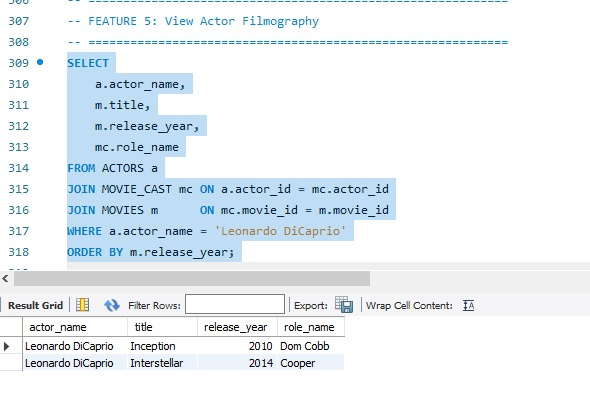 307 -- FEATURE 5: View Actor Filmography
308 -- ============================================================
309 SELECT
310 a.actor_name,
311 m.title,
312 m.release_year,
313 mc.role_name
314 FROM ACTORS a
315 JOIN MOVIE_CAST mc ON a.actor_id = mc.actor_id
316 JOIN MOVIES m ON mc.movie_id = m.movie_id
317 WHERE a.actor_name = 'Leonardo DiCaprio'
318 ORDER BY m.release_year;
Result Grid Filter Rows: Export: Wrap Cell Content: IA
actor_name title release_year role_name
Leonardo DiCaprio Inception 2010 Dom Cobb
Leonardo DiCaprio Interstellar 2014 Cooper